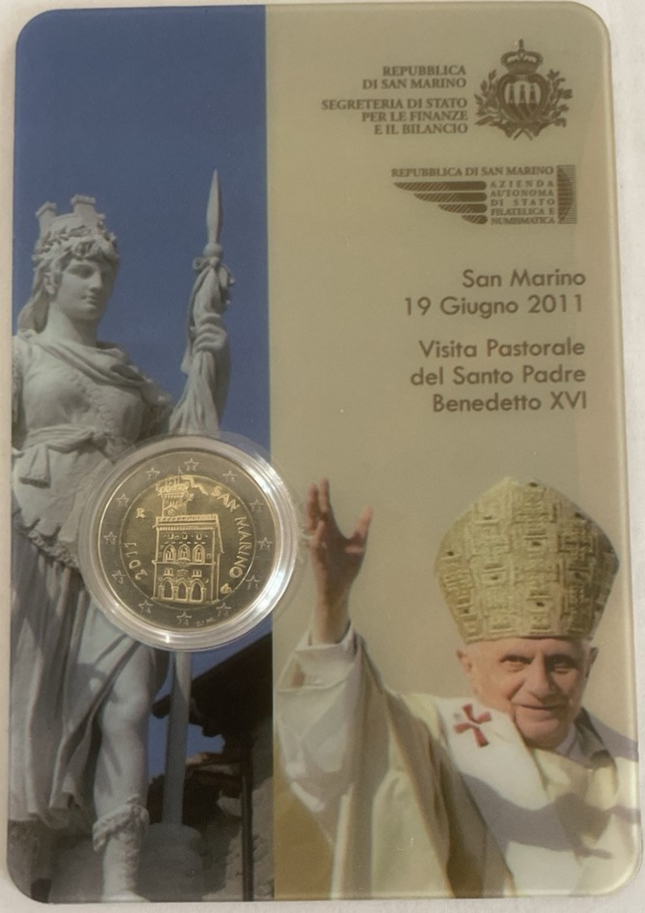 REPUBBLICA
DI SAN MARINO
SEGRETERIA DI STATO
PER LE FINANZE
E IL BILANCIO
REPUBBLICA DI SAN MARINO
AZIENDA
AUTONOMA
DI STATO
FILATELICA E
NUMISMATICA
San Marino
19 Giugno 2011
Visita Pastorale
del Santo Padre
Benedetto XVI
SAN MARINO
R
2011